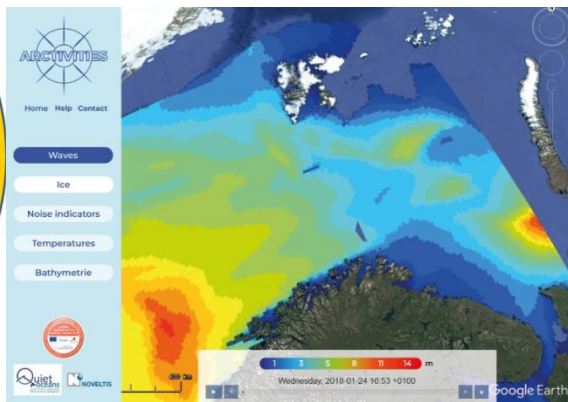 ARCTIVITIES
Home Help Contact
Waves
Ice
Noise indicators
Temperatures
Bathymetrie
Quiet
Oceans
NOVELTIS
1 3 5 8 11 14 m
Wednesday, 2018-01-24 16:53 +0100
Google Earth